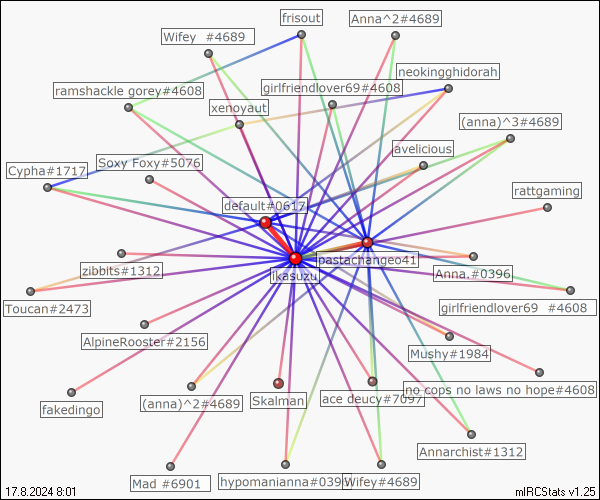 frisout
Anna^2#4689
Wifey #4689
neokingghidorah
ramshackle gorey#4608
girlfriendlover69#4608
xenoyaut
(anna)^3#4689
avelicious
Soxy Foxy#5076
Cypha#1717
rattgaming
default#0617
pastachangeo41
zibbits#1312
ikasuzu
Anna.#0396
Toucan#2473
girlfriendlover69 #4608
AlpineRooster#2156
Mushy#1984
no cops no laws no hope#4608
fakedingo
(anna)^2#4689
Skalman
ace deucy#7097
Annarchist#1312
Mad #6901
hypomanianna#0396
Wifey#4689
17.8.2024 8:01
mIRCStats v1.25